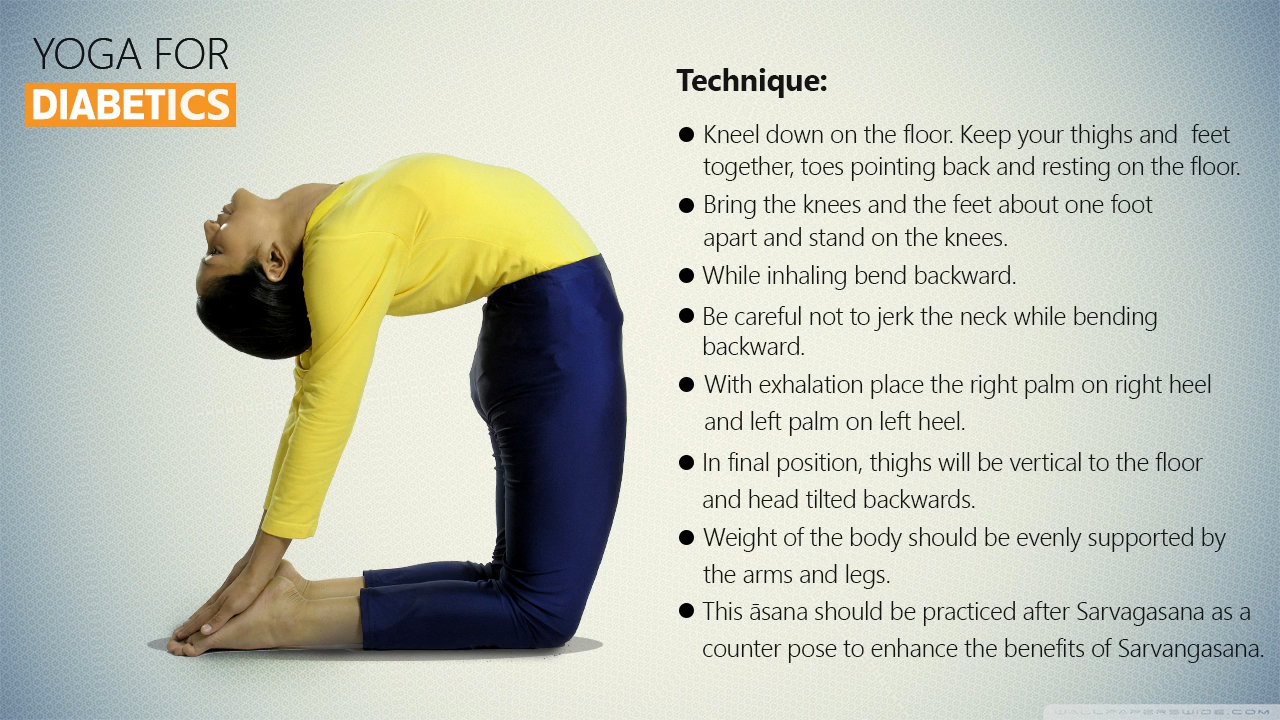 YOGA FOR
DIABETICS
Technique:
● Kneel down on the floor. Keep your thighs and feet
together, toes pointing back and resting on the floor.
● Bring the knees and the feet about one foot
apart and stand on the knees.
● While inhaling bend backward.
● Be careful not to jerk the neck while bending
backward.
● With exhalation place the right palm on right heel
and left palm on left heel.
● In final position, thighs will be vertical to the floor
and head tilted backwards.
● Weight of the body should be evenly supported by
the arms and legs.
● This āsana should be practiced after Sarvagasana as a
counter pose to enhance the benefits of Sarvangasana.
WALLPAPERSWIDE.COM